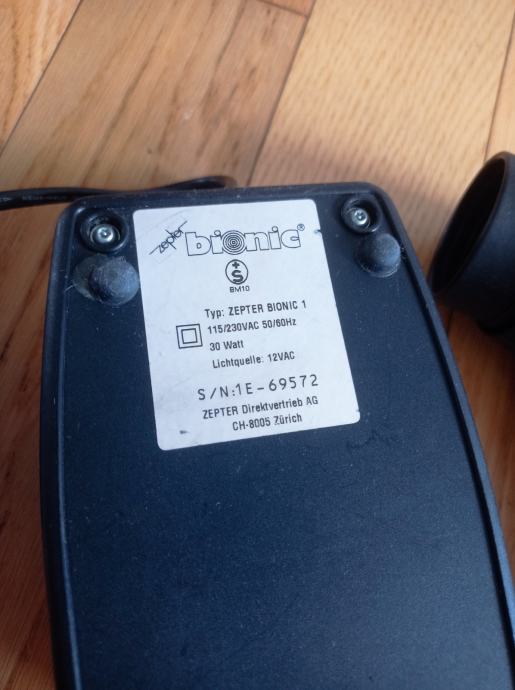 zepter bionic®
+S
BM10
Typ: ZEPTER BIONIC 1
115/230VAC 50/60Hz
30 Watt
Lichtquelle: 12VAC
S/N:1E-69572
ZEPTER Direktvertrieb AG
CH-8005 Zürich